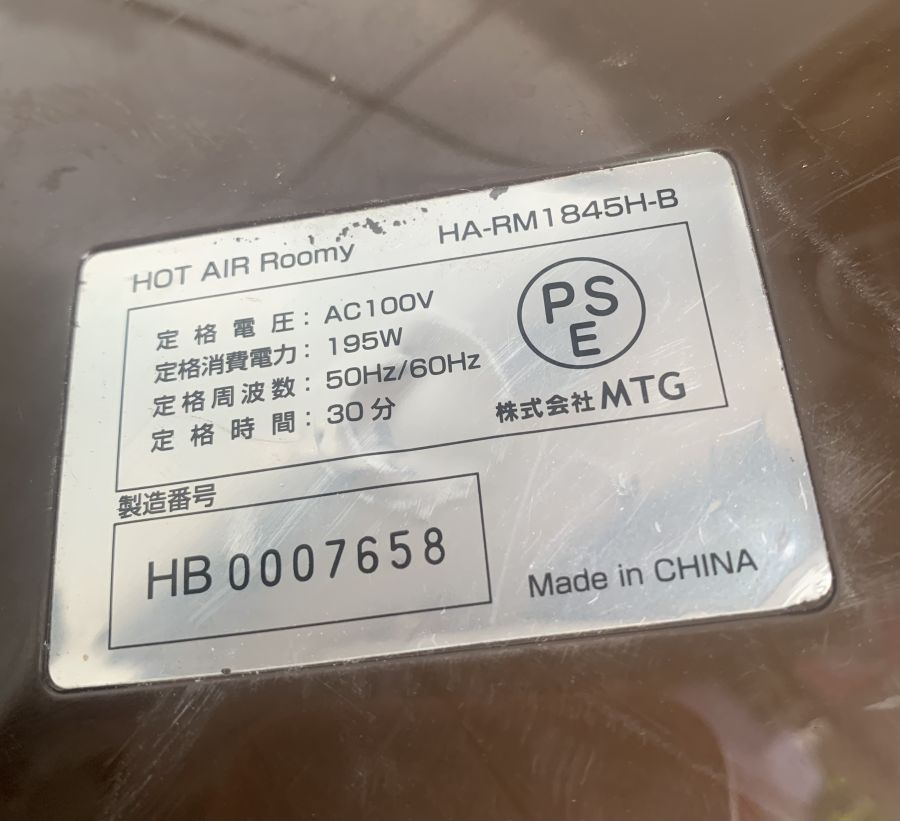 HOT AIR Roomy HA-RM1845H-B
定格電圧：AC100V
定格消費電力：195W
定格周波数：50Hz/60Hz
定格時間：30分
PS
E
株式会社MTG
製造番号
HB 0007658
Made in CHINA